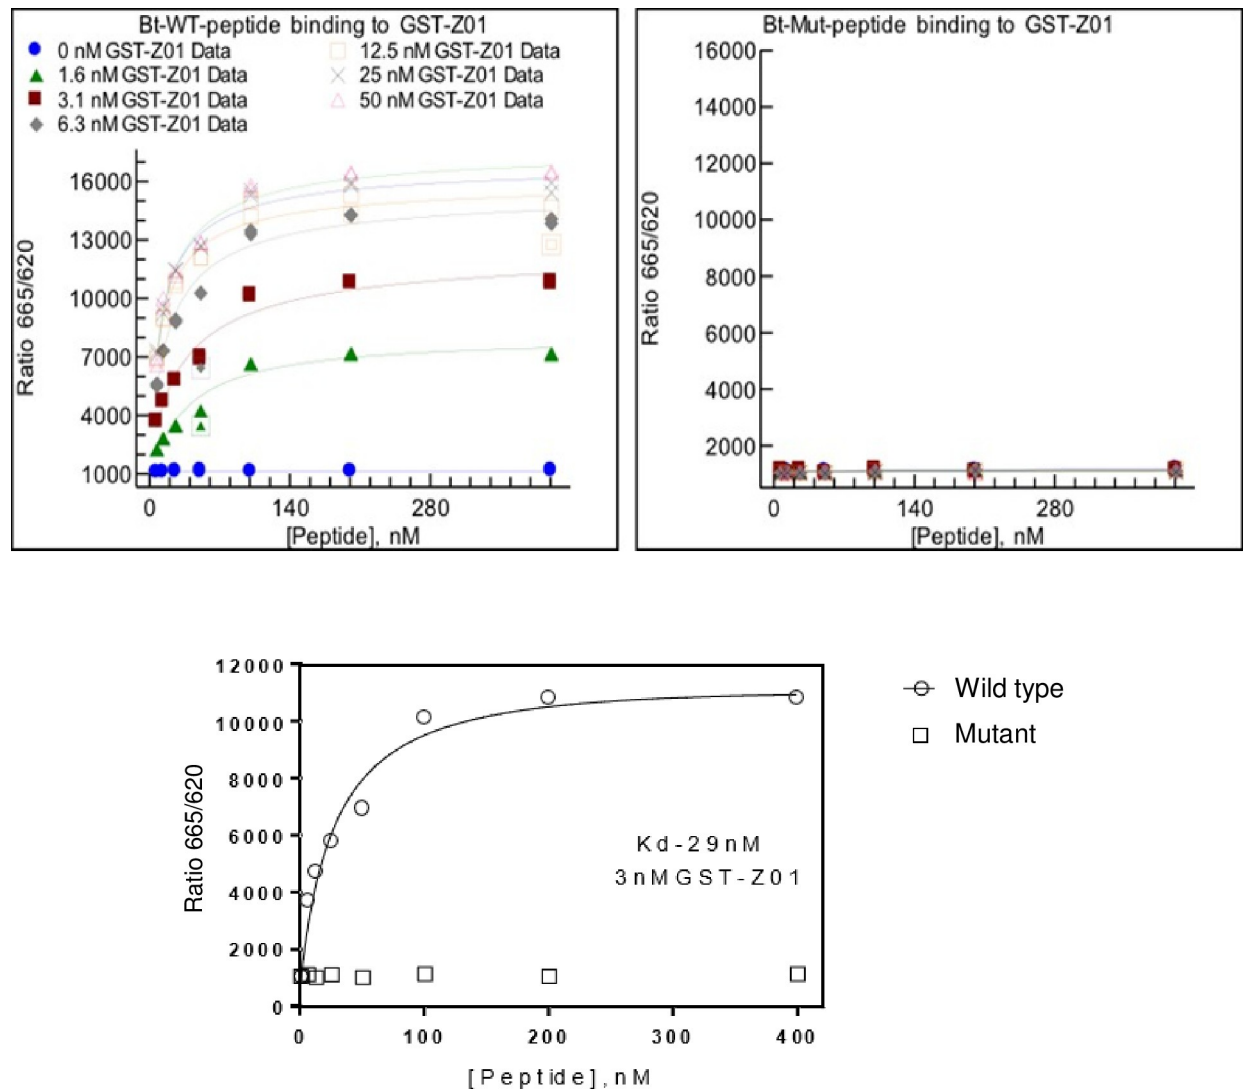 Bt-WT-peptide binding to GST-Z01
0 nM GST-Z01 Data
1.6 nM GST-Z01 Data
3.1 nM GST-Z01 Data
6.3 nM GST-Z01 Data
12.5 nM GST-Z01 Data
25 nM GST-Z01 Data
50 nM GST-Z01 Data
Ratio 665/620
16000
13000
10000
7000
4000
1000
0 140 280
[Peptide], nM
Bt-Mut-peptide binding to GST-Z01
Ratio 665/620
16000
14000
12000
10000
8000
6000
4000
2000
0 140 280
[Peptide], nM
Ratio 665/620
12000
10000
8000
6000
4000
2000
0
0 100 200 300 400
[Peptide], nM
Kd-29nM
3nMGST-Z01
Wild type
Mutant